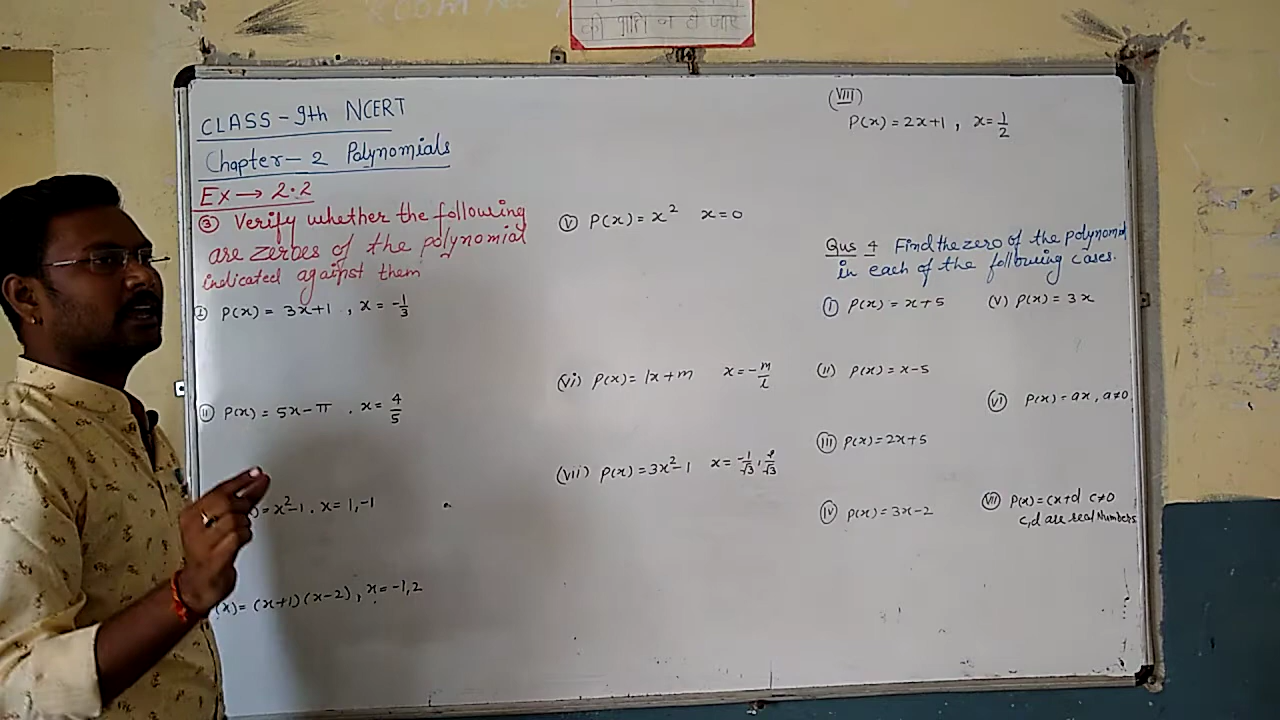 की शक्ति न हो जाए
CLASS - 9th NCERT
Chapter - 2 Polynomials
Ex → 2.2
③ Verify whether the following
are zeroes of the polynomial
indicated against them
Ⅰ P(x) = 3x+1 , x = -1/3
Ⅱ P(x) = 5x-π , x = 4/5
) = x²-1 . x = 1, -1
(x) = (x+1) (x-2) , x = -1, 2
Ⅴ P(x) = x² x = 0
(vi) P(x) = lx + m x = -m/l
(vii) P(x) = 3x²-1 x = -1/√3, 2/√3
(VIII)
P(x) = 2x+1 , x = 1/2
Qus 4 Find the zero of the polynomial
in each of the following cases.
Ⅰ P(x) = x+5 (V) P(x) = 3x
(II) P(x) = x-5
Ⅵ P(x) = ax, a≠0
Ⅲ P(x) = 2x+5
Ⅳ P(x) = 3x-2
Ⅶ P(x) = cx+d c≠0
c,d are real Numbers